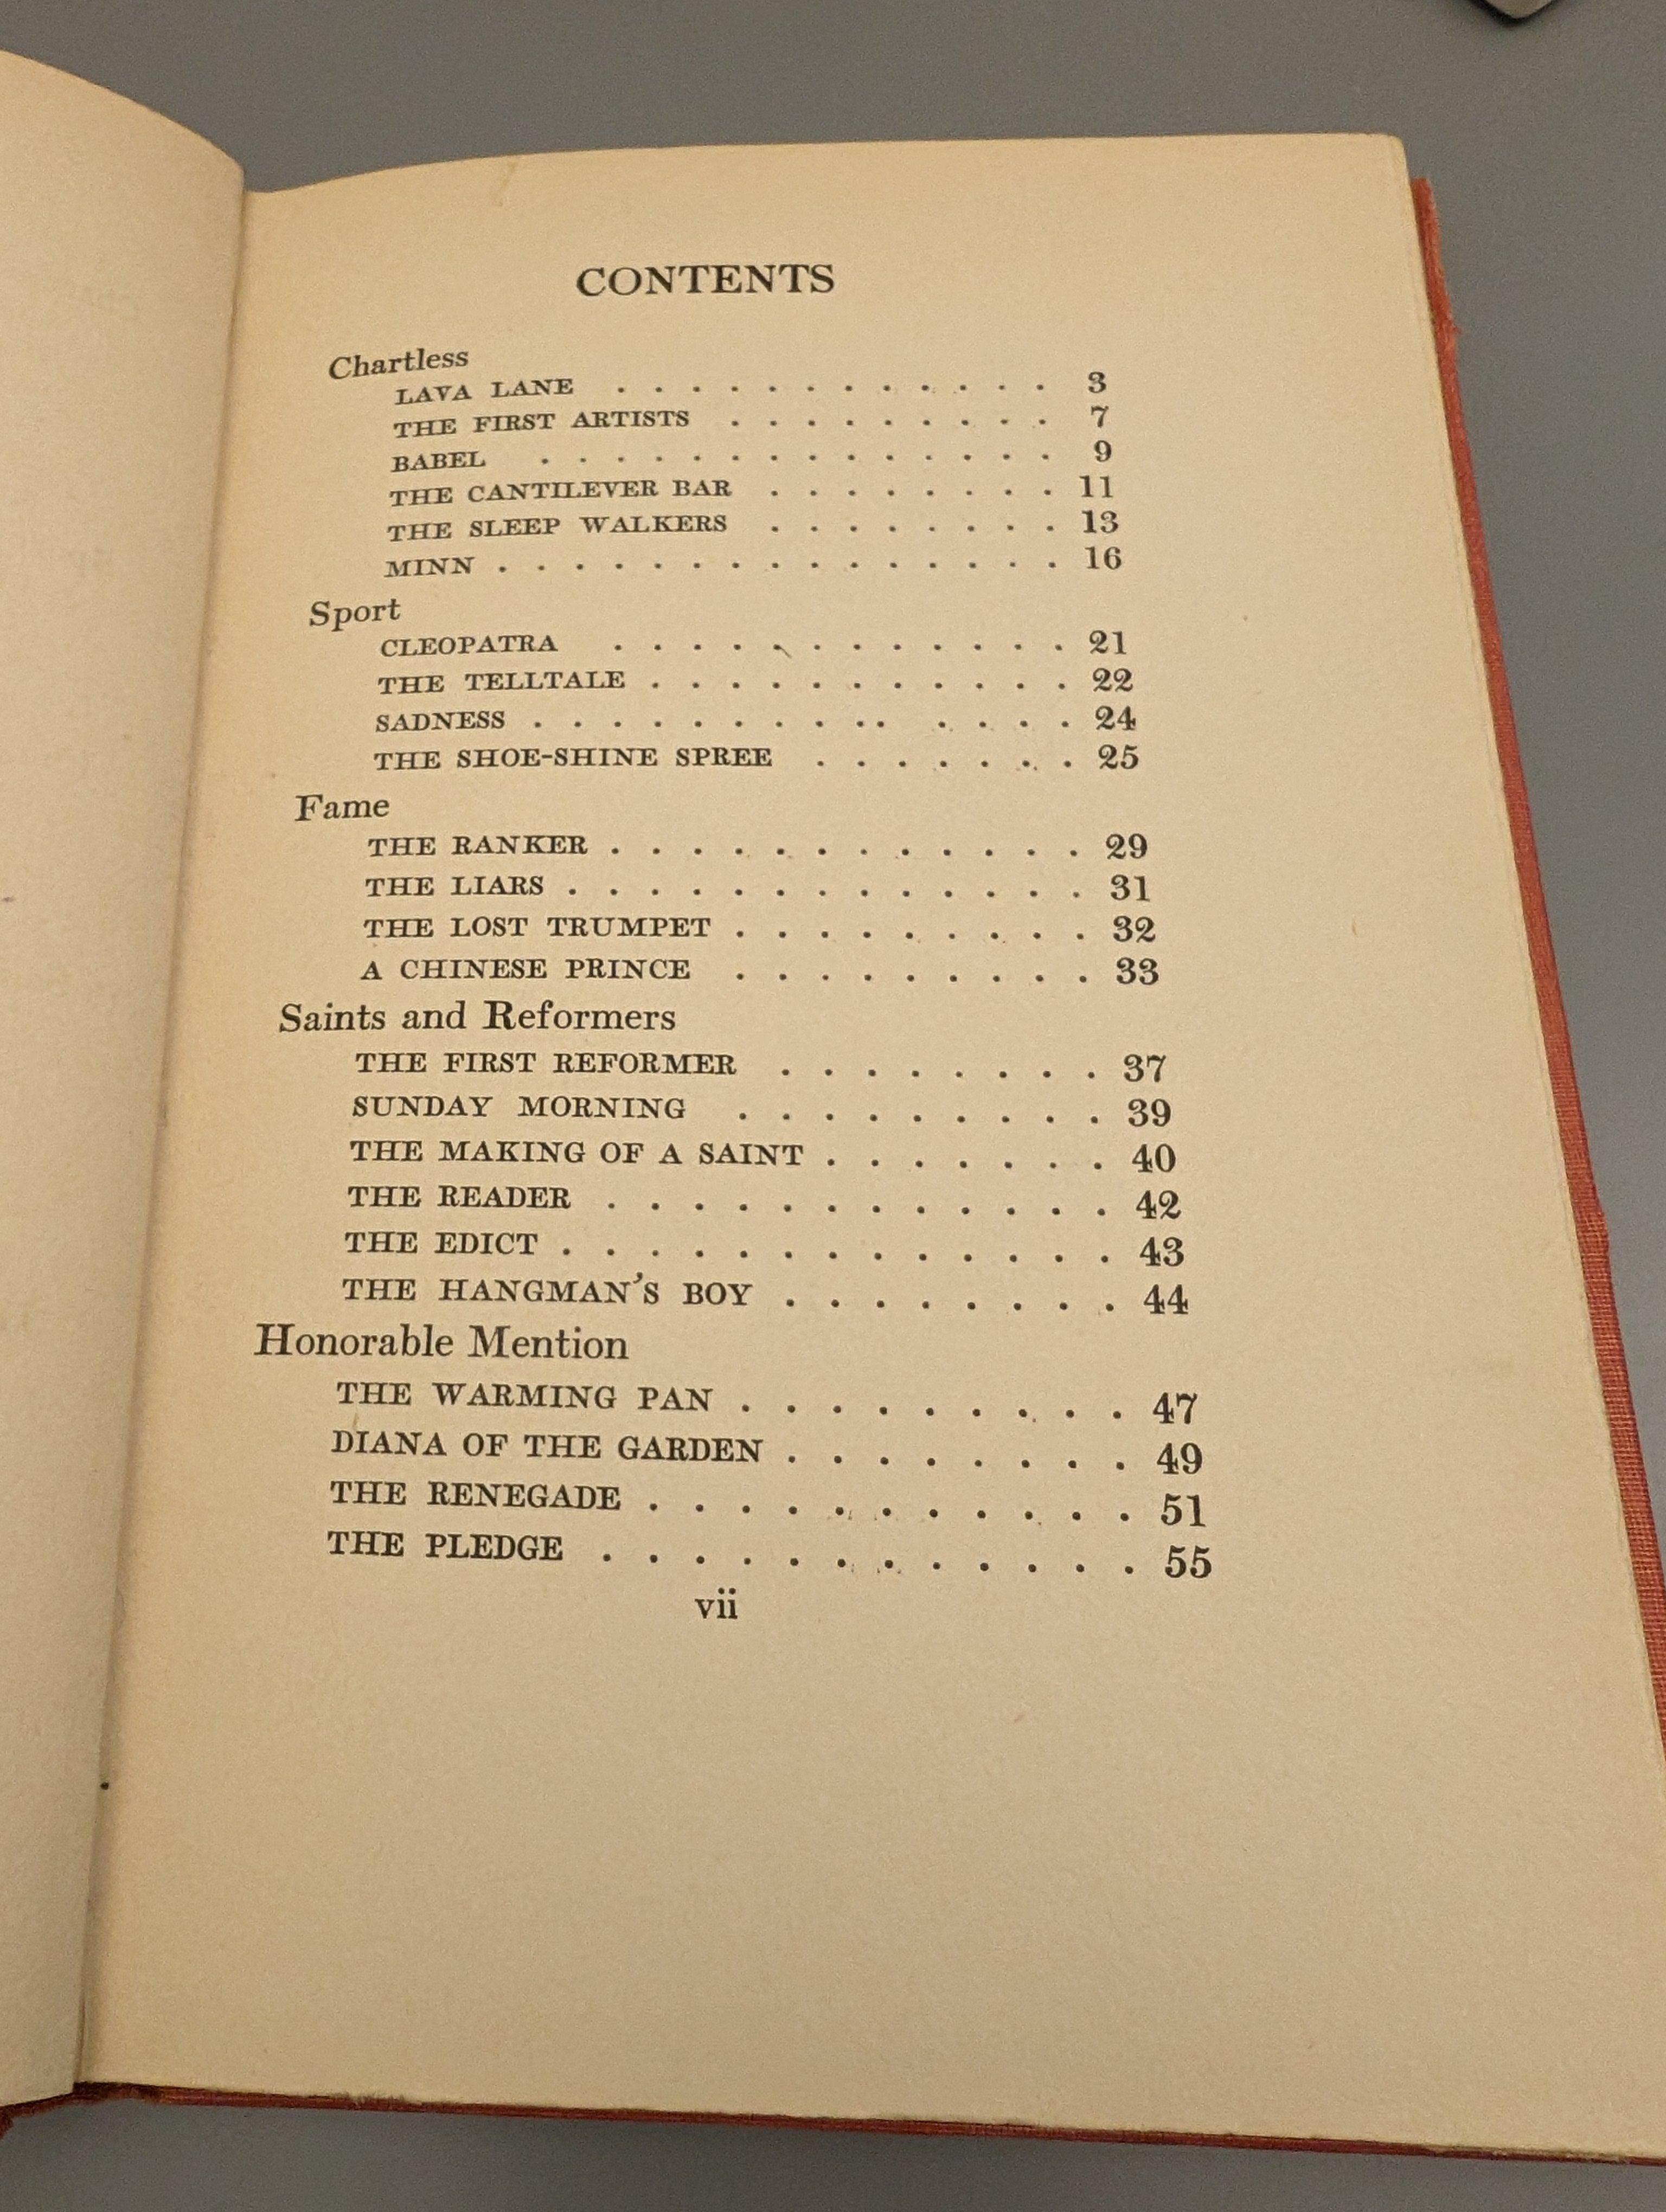 CONTENTS
Chartless
LAVA LANE . . . . . . . . . . . . 3
THE FIRST ARTISTS . . . . . . . . . 7
BABEL . . . . . . . . . . . . . . 9
THE CANTILEVER BAR . . . . . . . . 11
THE SLEEP WALKERS . . . . . . . . 13
MINN . . . . . . . . . . . . . . . 16
Sport
CLEOPATRA . . . . . . . . . . . . 21
THE TELLTALE . . . . . . . . . . . 22
SADNESS . . . . . . . . . . . . . . 24
THE SHOE-SHINE SPREE . . . . . . . 25
Fame
THE RANKER . . . . . . . . . . . . 29
THE LIARS . . . . . . . . . . . . . 31
THE LOST TRUMPET . . . . . . . . . 32
A CHINESE PRINCE . . . . . . . . . 33
Saints and Reformers
THE FIRST REFORMER . . . . . . . . 37
SUNDAY MORNING . . . . . . . . . 39
THE MAKING OF A SAINT . . . . . . . 40
THE READER . . . . . . . . . . . . 42
THE EDICT . . . . . . . . . . . . . 43
THE HANGMAN'S BOY . . . . . . . . 44
Honorable Mention
THE WARMING PAN . . . . . . . . . 47
DIANA OF THE GARDEN . . . . . . . . 49
THE RENEGADE . . . . . . . . . . . 51
THE PLEDGE . . . . . . . . . . . . 55
vii